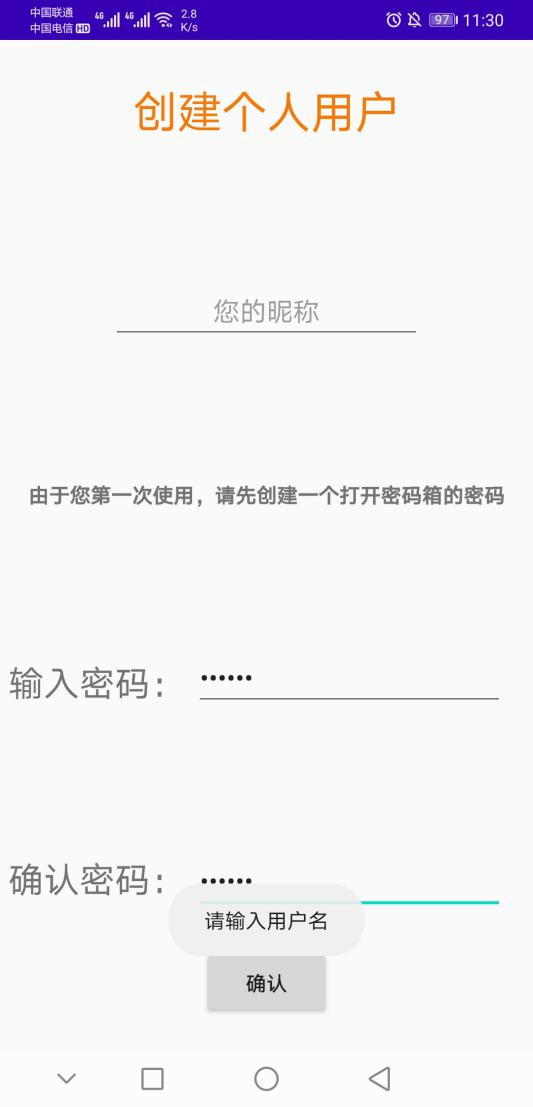 中国联通
中国电信 HD
4G 4G 2.8 K/s
97 11:30
创建个人用户
您的昵称
由于您第一次使用，请先创建一个打开密码箱的密码
输入密码： ••••••
确认密码： ••••••
请输入用户名
确认